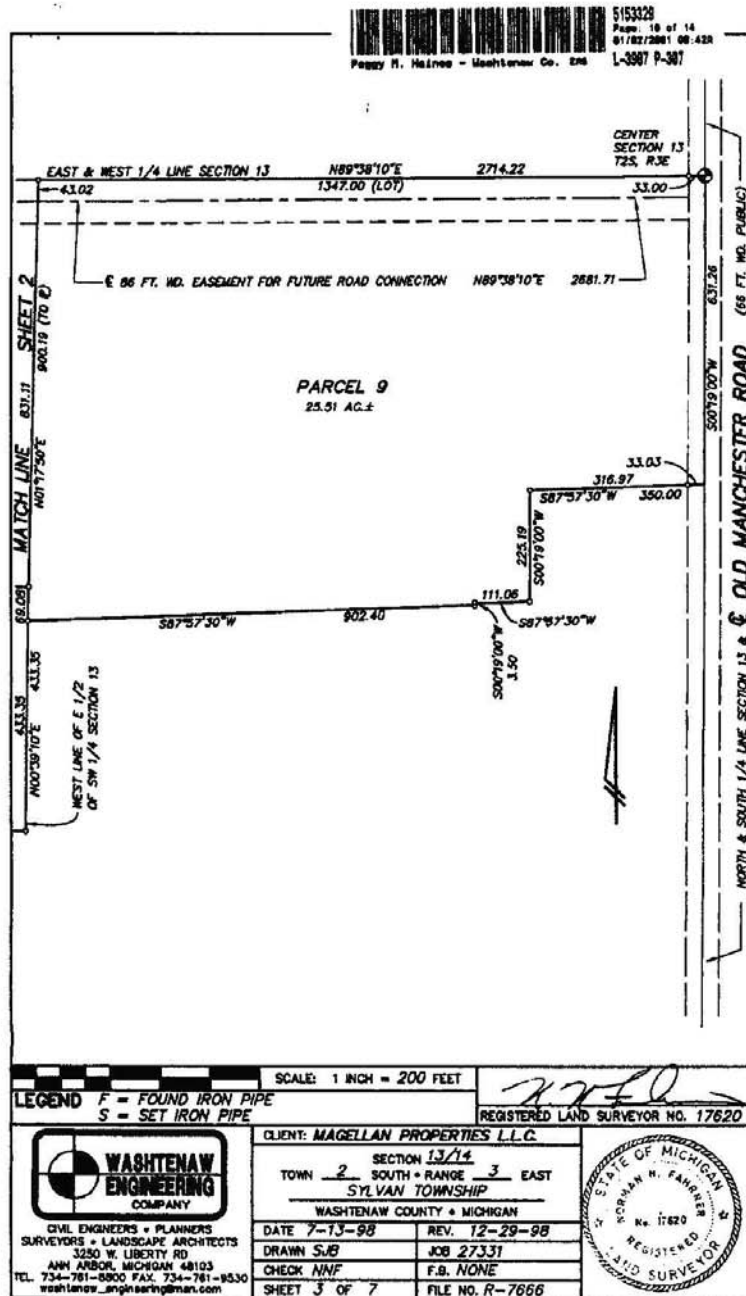 5153329
Page: 10 of 14
01/02/2001 08:42A
Peggy M. Haines - Washtenaw Co.
L-3987 P-387
CENTER
SECTION 13
T2S, R3E
EAST & WEST 1/4 LINE SECTION 13 N89°38'10"E 2714.22
43.02
1347.00 (LOT)
33.00
℄ 66 FT. WD. EASEMENT FOR FUTURE ROAD CONNECTION N89°38'10"E 2681.71
MATCH LINE SHEET 2
831.11
900.19 (TO ℄)
N01°17'50"E
PARCEL 9
25.51 AC.±
631.26
S00°19'00"W
NORTH & SOUTH 1/4 LINE SECTION 13 & ℄ OLD MANCHESTER ROAD (66 FT. WD. PUBLIC)
33.03
316.97
S87°57'30"W 350.00
225.19
S00°19'00"W
111.06
S87°57'30"W
S00°19'00"W
3.50
69.08
S87°57'30"W 902.40
433.35
433.35
N00°39'10"E
WEST LINE OF E 1/2
OF SW 1/4 SECTION 13
SCALE: 1 INCH = 200 FEET
LEGEND F = FOUND IRON PIPE
S = SET IRON PIPE
REGISTERED LAND SURVEYOR NO. 17620
WASHTENAW
ENGINEERING
COMPANY
CIVIL ENGINEERS • PLANNERS
SURVEYORS • LANDSCAPE ARCHITECTS
3250 W. LIBERTY RD
ANN ARBOR, MICHIGAN 48103
TEL. 734-761-8800 FAX. 734-761-9530
washtenaw_engineering@msn.com
CLIENT: MAGELLAN PROPERTIES L.L.C.
SECTION 13/14
TOWN 2 SOUTH • RANGE 3 EAST
SYLVAN TOWNSHIP
WASHTENAW COUNTY • MICHIGAN
DATE 7-13-98 REV. 12-29-98
DRAWN SJB JOB 27331
CHECK NNF F.B. NONE
SHEET 3 OF 7 FILE NO. R-7666
STATE OF MICHIGAN
NORMAN N. FAHRNER
No. 17620
REGISTERED
LAND SURVEYOR